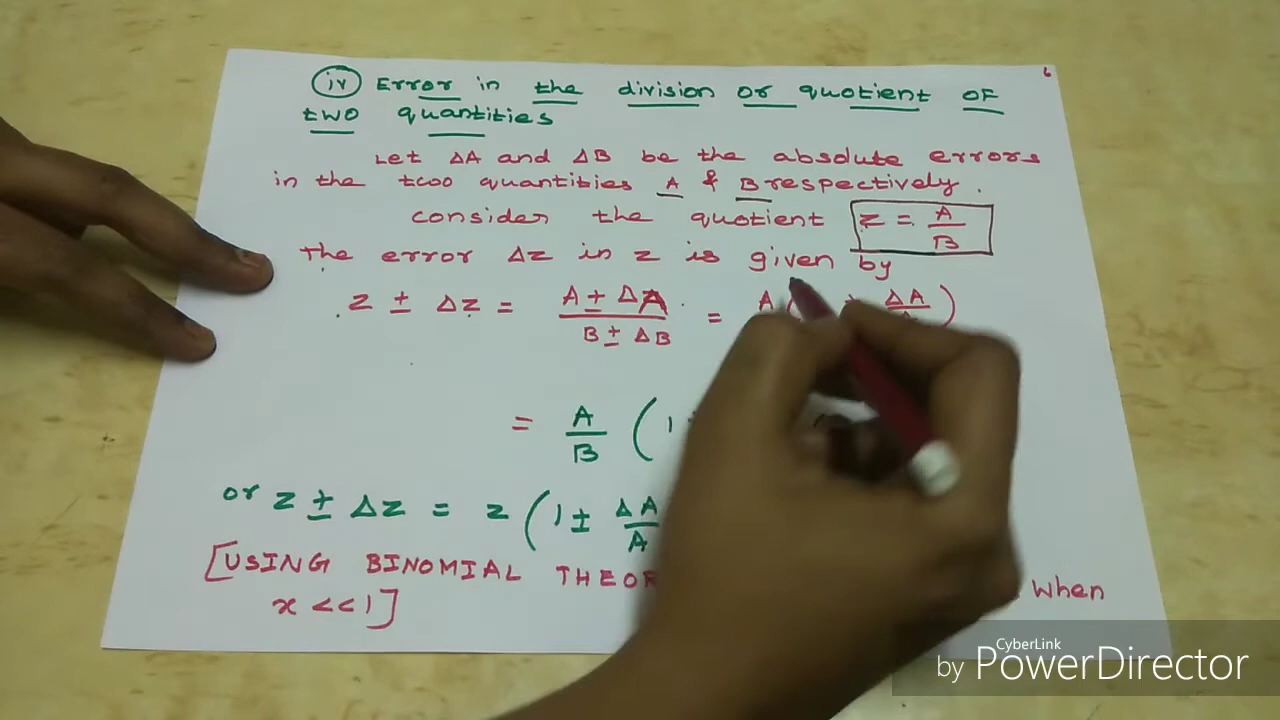 6
(iv) Error in the division or quotient of
two quantities
Let ΔA and ΔB be the absolute errors
in the two quantities A & B respectively.
consider the quotient z = A/B
the error Δz in z is given by
z ± Δz = A ± ΔA / B ± ΔB = A ΔA )
= A/B ( 1
or z ± Δz = z ( 1 ± ΔA/A
[USING BINOMIAL when
x <<1]
CyberLink
by PowerDirector